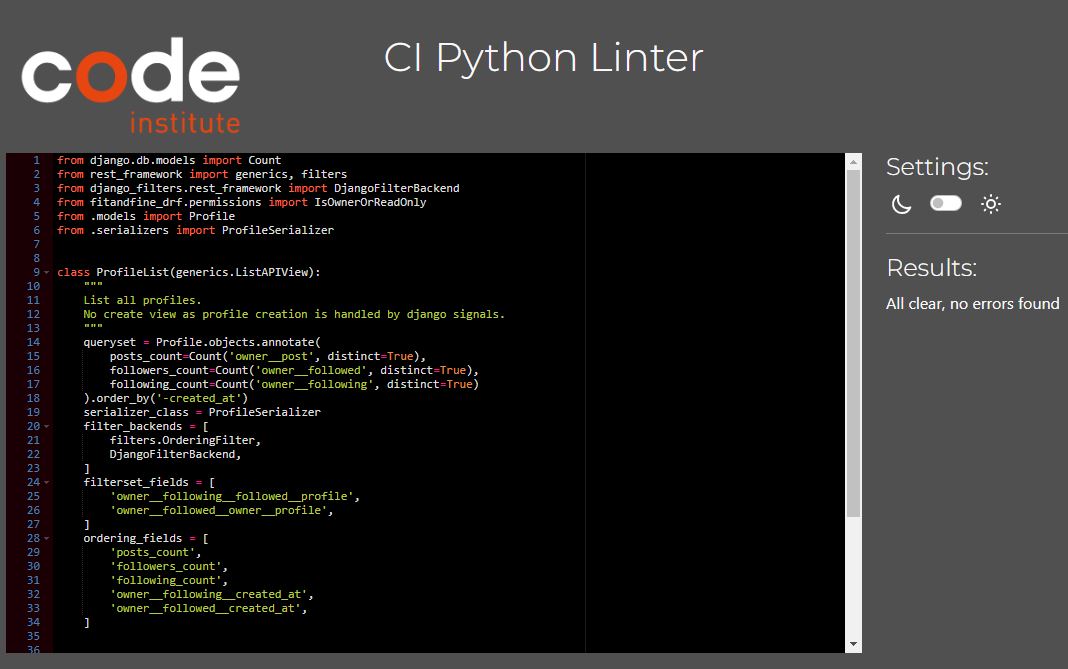 code
institute
CI Python Linter
1 from django.db.models import Count
2 from rest_framework import generics, filters
3 from django_filters.rest_framework import DjangoFilterBackend
4 from fitandfine_drf.permissions import IsOwnerOrReadOnly
5 from .models import Profile
6 from .serializers import ProfileSerializer
7
8
9 class ProfileList(generics.ListAPIView):
10     """
11     List all profiles.
12     No create view as profile creation is handled by django signals.
13     """
14     queryset = Profile.objects.annotate(
15         posts_count=Count('owner__post', distinct=True),
16         followers_count=Count('owner__followed', distinct=True),
17         following_count=Count('owner__following', distinct=True)
18     ).order_by('-created_at')
19     serializer_class = ProfileSerializer
20     filter_backends = [
21         filters.OrderingFilter,
22         DjangoFilterBackend,
23     ]
24     filterset_fields = [
25         'owner__following__followed__profile',
26         'owner__followed__owner__profile',
27     ]
28     ordering_fields = [
29         'posts_count',
30         'followers_count',
31         'following_count',
32         'owner__following__created_at',
33         'owner__followed__created_at',
34     ]
35
36
Settings:
Results:
All clear, no errors found